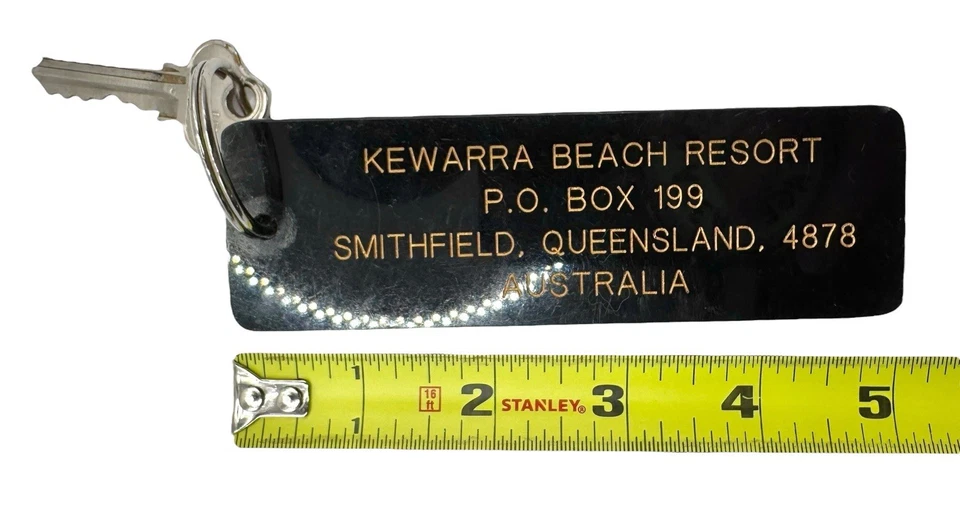 KEWARRA BEACH RESORT
P.O. BOX 199
SMITHFIELD, QUEENSLAND, 4878
AUSTRALIA
1 16 ft 2 STANLEY® 3 4 5
1